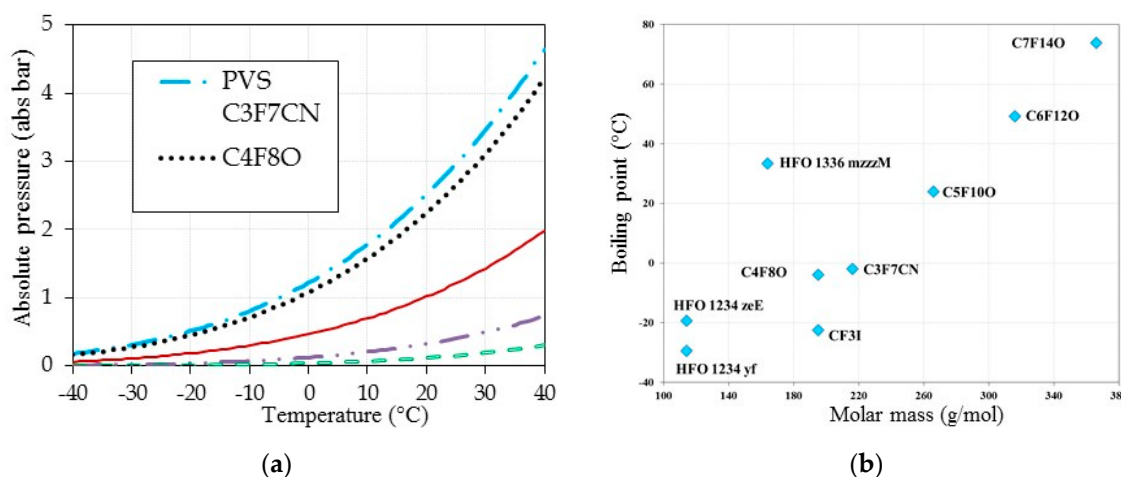 5
4
3
2
1
0
-40
-30
-20
-10
0
10
20
30
40
Absolute pressure (abs bar)
Temperature (°C)
PVS
C3F7CN
C4F8O
(a)
80
60
40
20
0
-20
-40
100
140
180
220
260
300
340
38
Boiling point (°C)
Molar mass (g/mol)
C7F14O
C6F12O
HFO 1336 mzzzM
C5F10O
C4F8O
C3F7CN
HFO 1234 zeE
CF3I
HFO 1234 yf
(b)